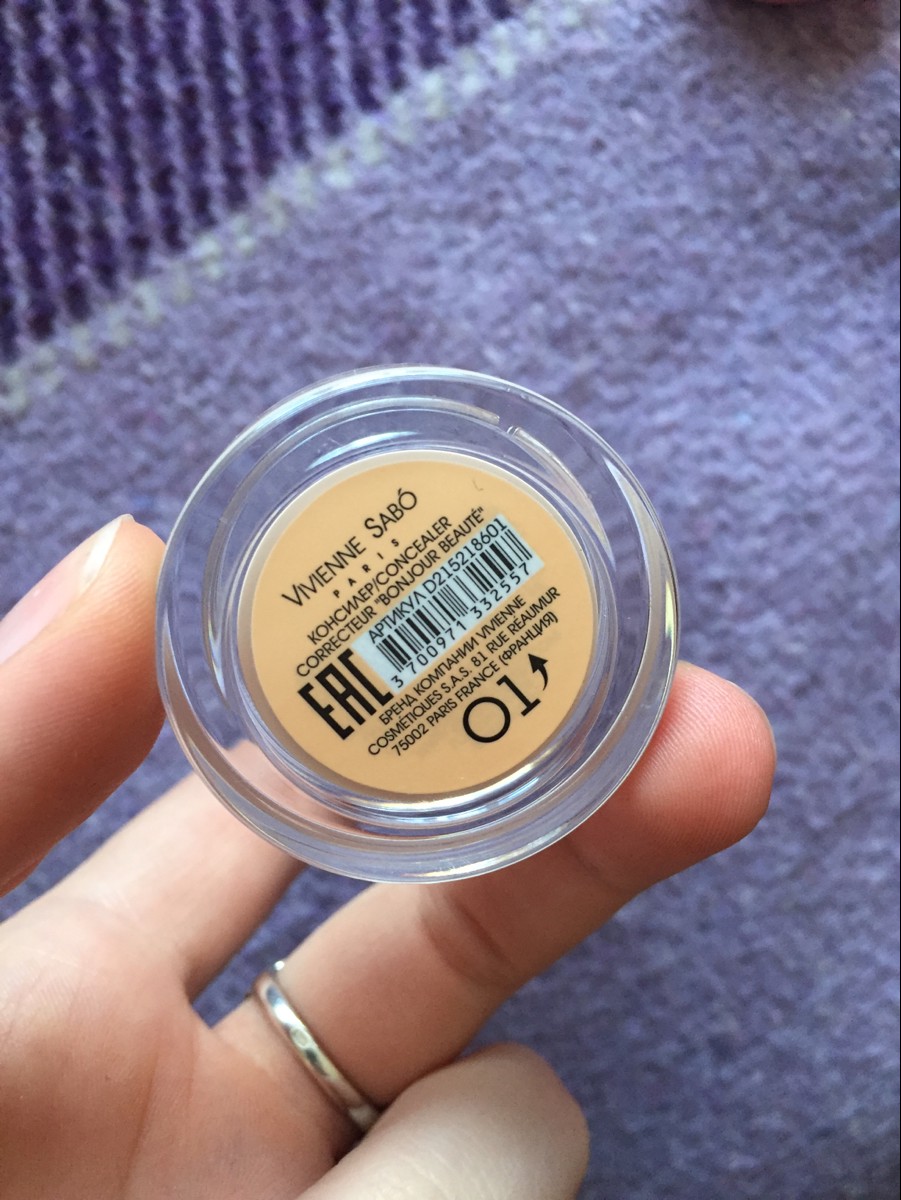 VIVIENNE SABÓ
PARIS
КОНСИЛЕР/CONCEALER
CORRECTEUR "BONJOUR BEAUTÉ"
АРТИКУЛ D215218601
3 700971 332557
EAC
БРЕНД КОМПАНИИ VIVIENNE
COSMÉTIQUES S.A.S. 81 RUE RÉAUMUR
75002 PARIS FRANCE (ФРАНЦИЯ)
01